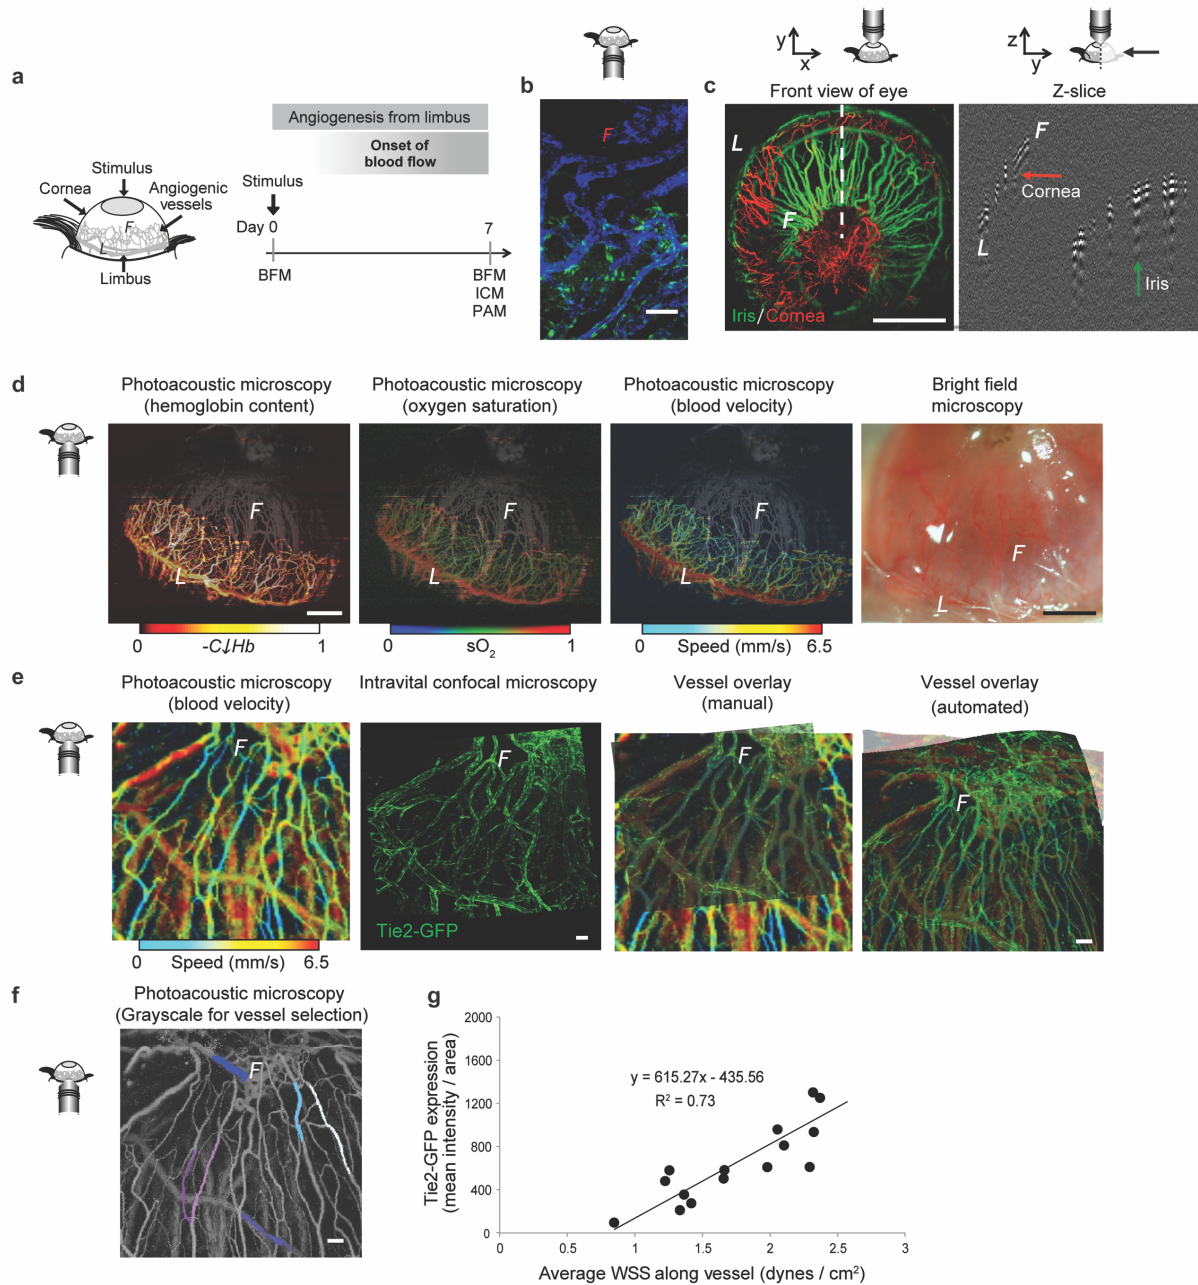 a
Angiogenesis from limbus
Onset of
blood flow
Stimulus
Cornea
Angiogenic
vessels
F
L
Limbus
Stimulus
Day 0
7
BFM
BFM
ICM
PAM
b
F
y
x
z
y
c
Front view of eye
L
F
Iris/Cornea
Z-slice
F
Cornea
L
Iris
d
Photoacoustic microscopy
(hemoglobin content)
F
L
0
-C↓Hb
1
Photoacoustic microscopy
(oxygen saturation)
F
L
0
sO2
1
Photoacoustic microscopy
(blood velocity)
F
L
0
Speed (mm/s)
6.5
Bright field
microscopy
F
L
e
Photoacoustic microscopy
(blood velocity)
F
0
Speed (mm/s)
6.5
Intravital confocal microscopy
F
Tie2-GFP
Vessel overlay
(manual)
F
Vessel overlay
(automated)
F
f
Photoacoustic microscopy
(Grayscale for vessel selection)
F
g
Tie2-GFP expression
(mean intensity / area)
2000
1600
1200
800
400
0
y = 615.27x - 435.56
R² = 0.73
0 0.5 1 1.5 2 2.5 3
Average WSS along vessel (dynes / cm²)